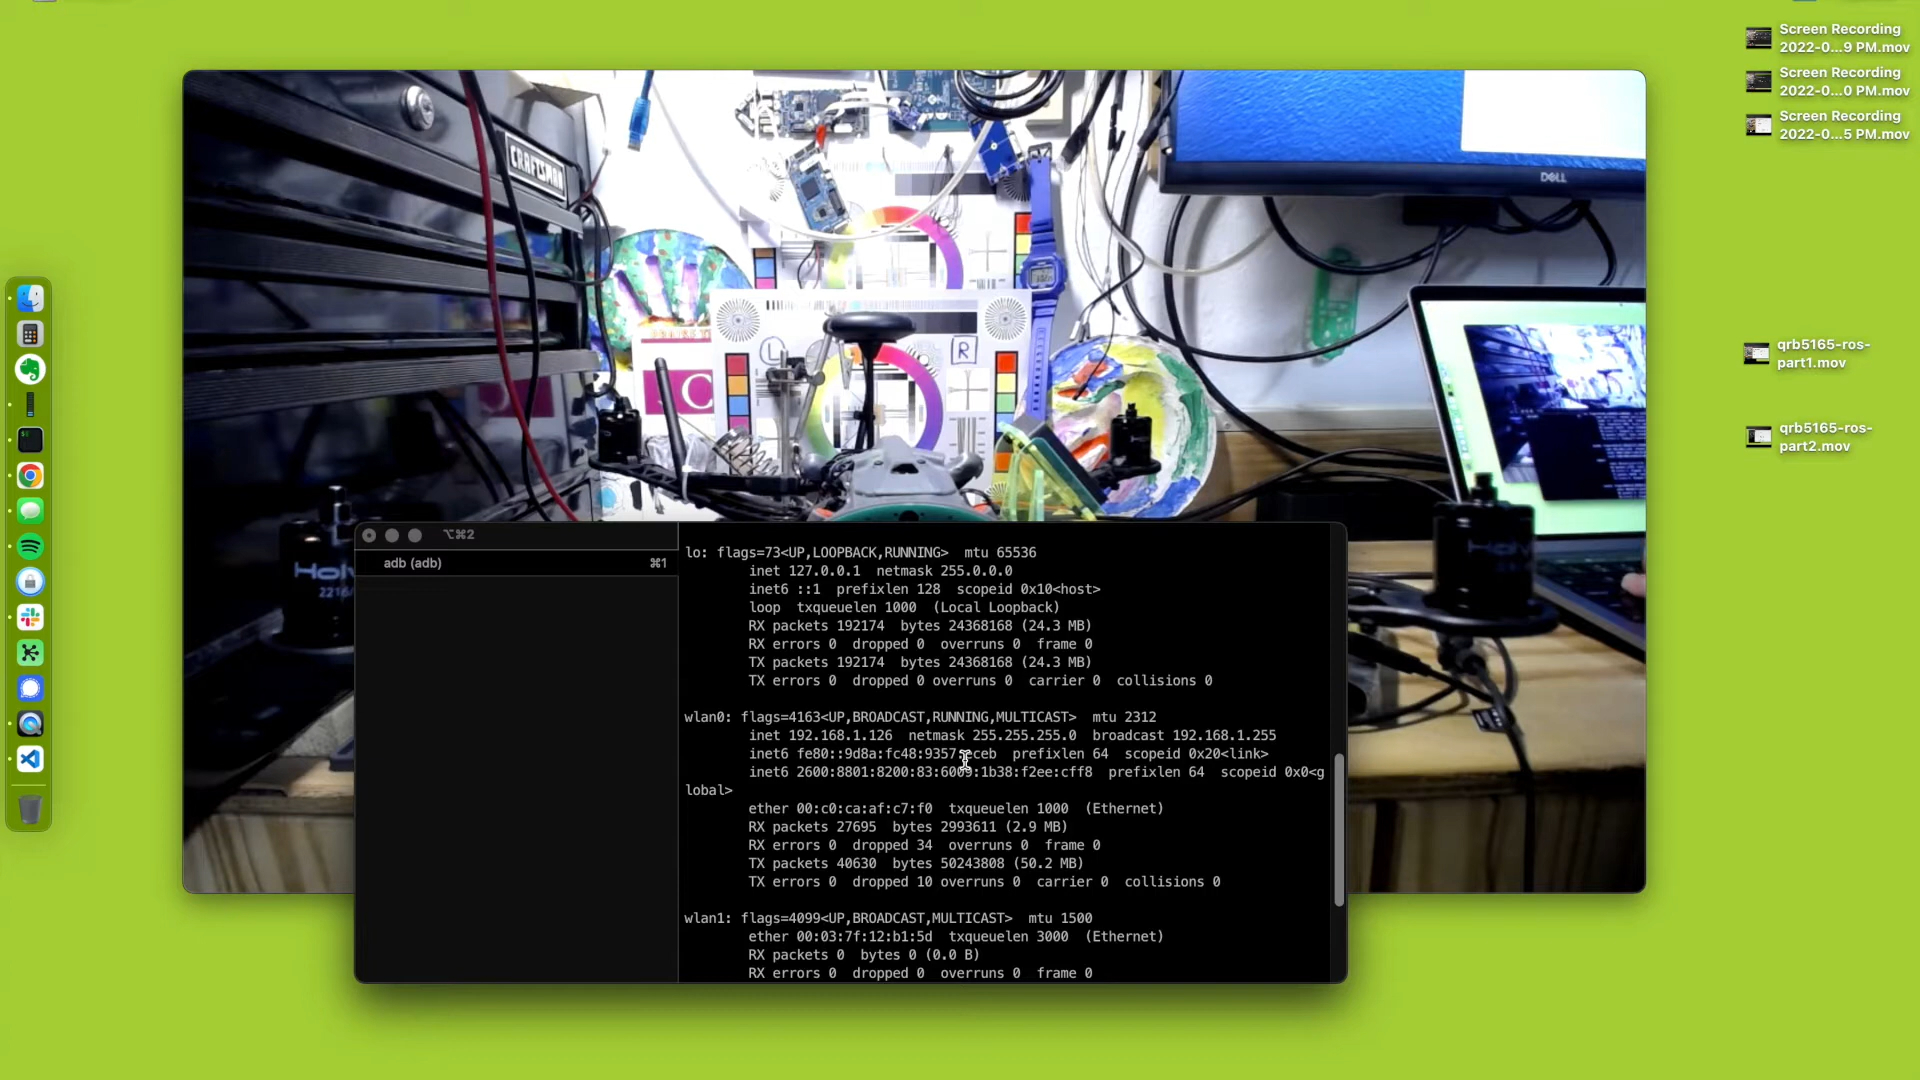 Screen Recording
2022-0...9 PM.mov
Screen Recording
2022-0...0 PM.mov
Screen Recording
2022-0...5 PM.mov
CRAFTSMAN
DELL
L
R
C
qrb5165-ros-
part1.mov
qrb5165-ros-
part2.mov
⌥⌘2
adb (adb) ⌘1
lo: flags=73<UP,LOOPBACK,RUNNING>  mtu 65536
inet 127.0.0.1  netmask 255.0.0.0
inet6 ::1  prefixlen 128  scopeid 0x10<host>
loop  txqueuelen 1000  (Local Loopback)
RX packets 192174  bytes 24368168 (24.3 MB)
RX errors 0  dropped 0  overruns 0  frame 0
TX packets 192174  bytes 24368168 (24.3 MB)
TX errors 0  dropped 0 overruns 0  carrier 0  collisions 0
wlan0: flags=4163<UP,BROADCAST,RUNNING,MULTICAST>  mtu 2312
inet 192.168.1.126  netmask 255.255.255.0  broadcast 192.168.1.255
inet6  prefixlen 64  scopeid 0x20<link>
inet6 2600:8801:8200:83:6009:1b38:f2ee:cff8  prefixlen 64  scopeid 0x0<g
lobal>
ether 00:c0:ca:af:c7:f0  txqueuelen 1000  (Ethernet)
RX packets 27695  bytes 2993611 (2.9 MB)
RX errors 0  dropped 34  overruns 0  frame 0
TX packets 40630  bytes 50243808 (50.2 MB)
TX errors 0  dropped 10 overruns 0  carrier 0  collisions 0
wlan1: flags=4099<UP,BROADCAST,MULTICAST>  mtu 1500
ether 00:03:7f:12:b1:5d  txqueuelen 3000  (Ethernet)
RX packets 0  bytes 0 (0.0 B)
RX errors 0  dropped 0  overruns 0  frame 0